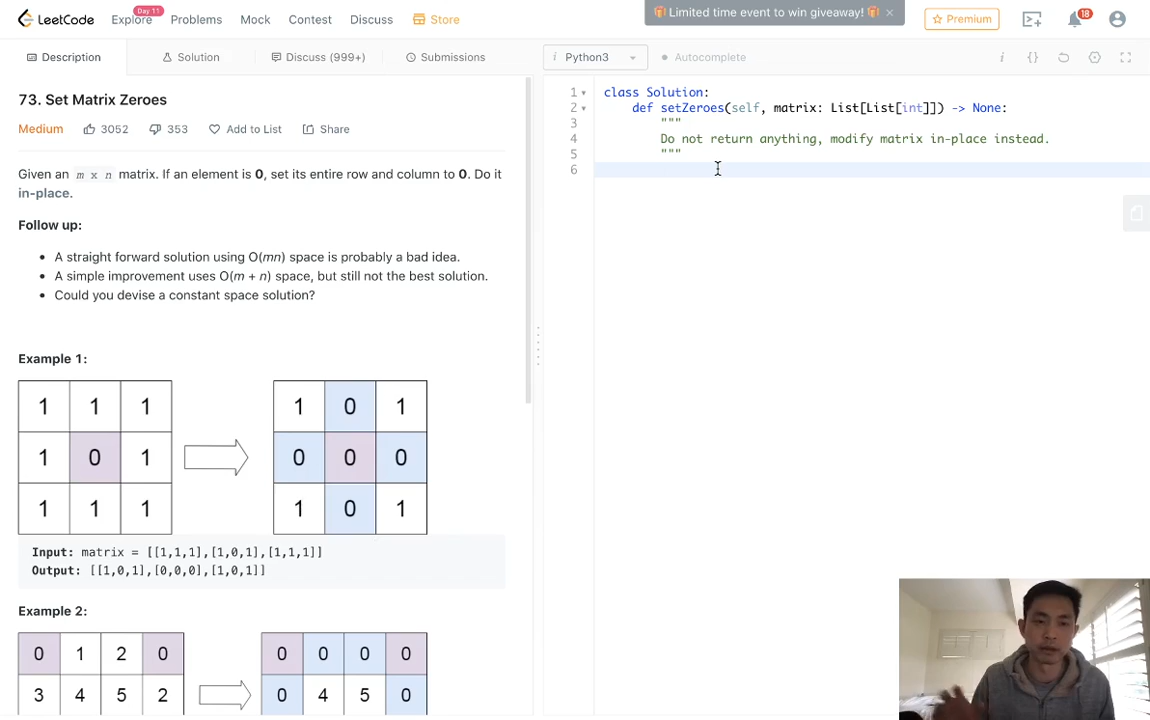 LeetCode Explore Day 11 Problems Mock Contest Discuss Store 🎁 Limited time event to win giveaway! 🎁 × Premium 18
Description Solution Discuss (999+) Submissions i Python3 Autocomplete i {}
73. Set Matrix Zeroes
Medium 3052 353 Add to List Share
Given an m x n matrix. If an element is 0, set its entire row and column to 0. Do it
in-place.
Follow up:
• A straight forward solution using O(mn) space is probably a bad idea.
• A simple improvement uses O(m + n) space, but still not the best solution.
• Could you devise a constant space solution?
Example 1:
1 1 1 1 0 1
1 0 1 0 0 0
1 1 1 1 0 1
Input: matrix = [[1,1,1],[1,0,1],[1,1,1]]
Output: [[1,0,1],[0,0,0],[1,0,1]]
Example 2:
0 1 2 0 0 0 0 0
3 4 5 2 0 4 5 0
1 class Solution:
2 def setZeroes(self, matrix: List[List[int]]) -> None:
3 """
4 Do not return anything, modify matrix in-place instead.
5 """
6